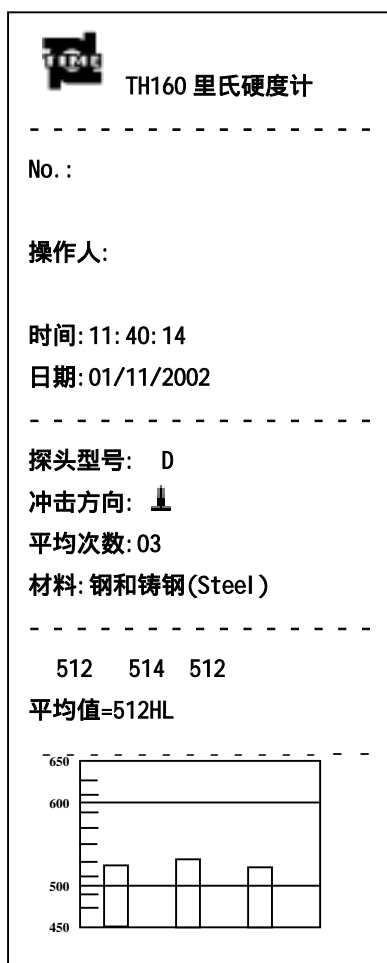 TIME
TH160 里氏硬度计
No.:
操作人:
时间:11:40:14
日期:01/11/2002
探头型号: D
冲击方向:
平均次数:03
材料:钢和铸钢(Steel)
512 514 512
平均值=512HL
650
600
500
450